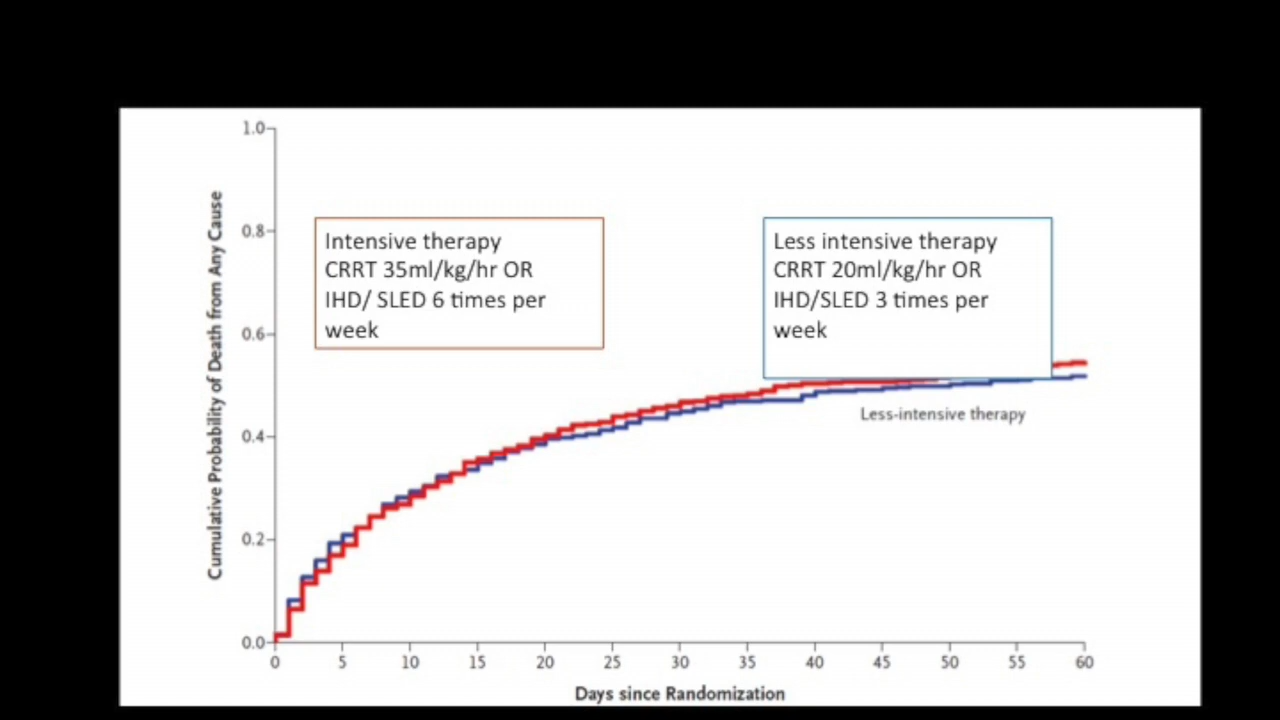 1.0
0.8
0.6
0.4
0.2
0.0
Cumulative Probability of Death from Any Cause
Intensive therapy
CRRT 35ml/kg/hr OR
IHD/ SLED 6 times per
week
Less intensive therapy
CRRT 20ml/kg/hr OR
IHD/SLED 3 times per
week
Less-intensive therapy
0 5 10 15 20 25 30 35 40 45 50 55 60
Days since Randomization